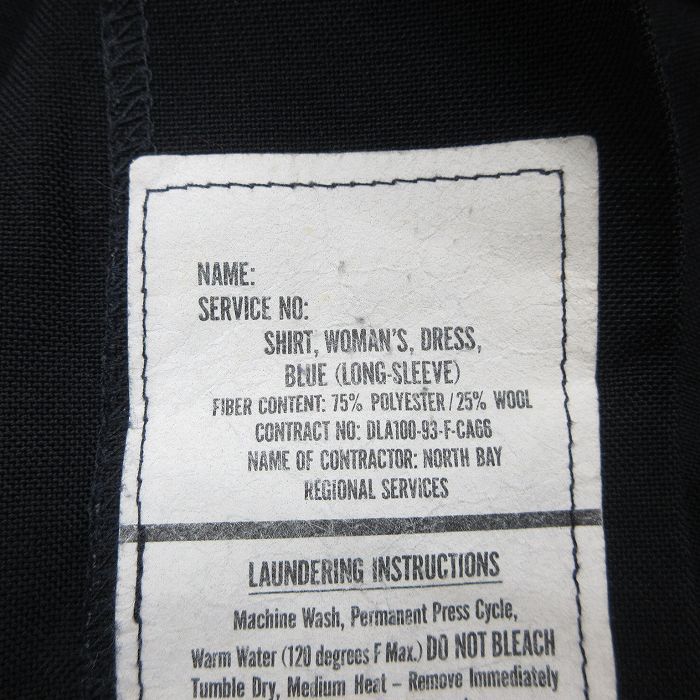 NAME:
SERVICE NO:
SHIRT, WOMAN'S, DRESS,
BLUE (LONG-SLEEVE)
FIBER CONTENT: 75% POLYESTER/25% WOOL
CONTRACT NO: DLA100-93-F-CA66
NAME OF CONTRACTOR: NORTH BAY
REGIONAL SERVICES
LAUNDERING INSTRUCTIONS
Machine Wash, Permanent Press Cycle,
Warm Water (120 degrees F Max.) DO NOT BLEACH
Tumble Dry, Medium Heat – Remove Immediately